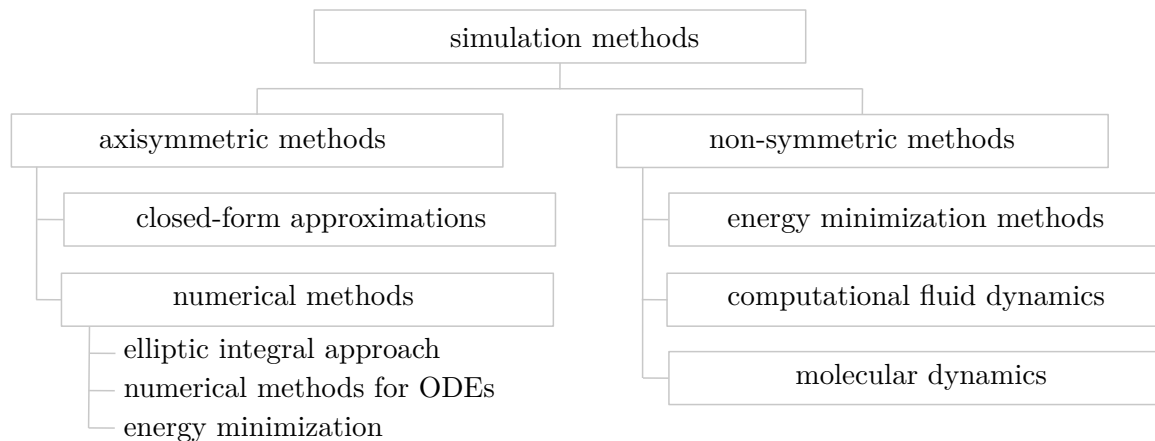 simulation methods
axisymmetric methods
closed-form approximations
numerical methods
elliptic integral approach
numerical methods for ODEs
energy minimization
non-symmetric methods
energy minimization methods
computational fluid dynamics
molecular dynamics